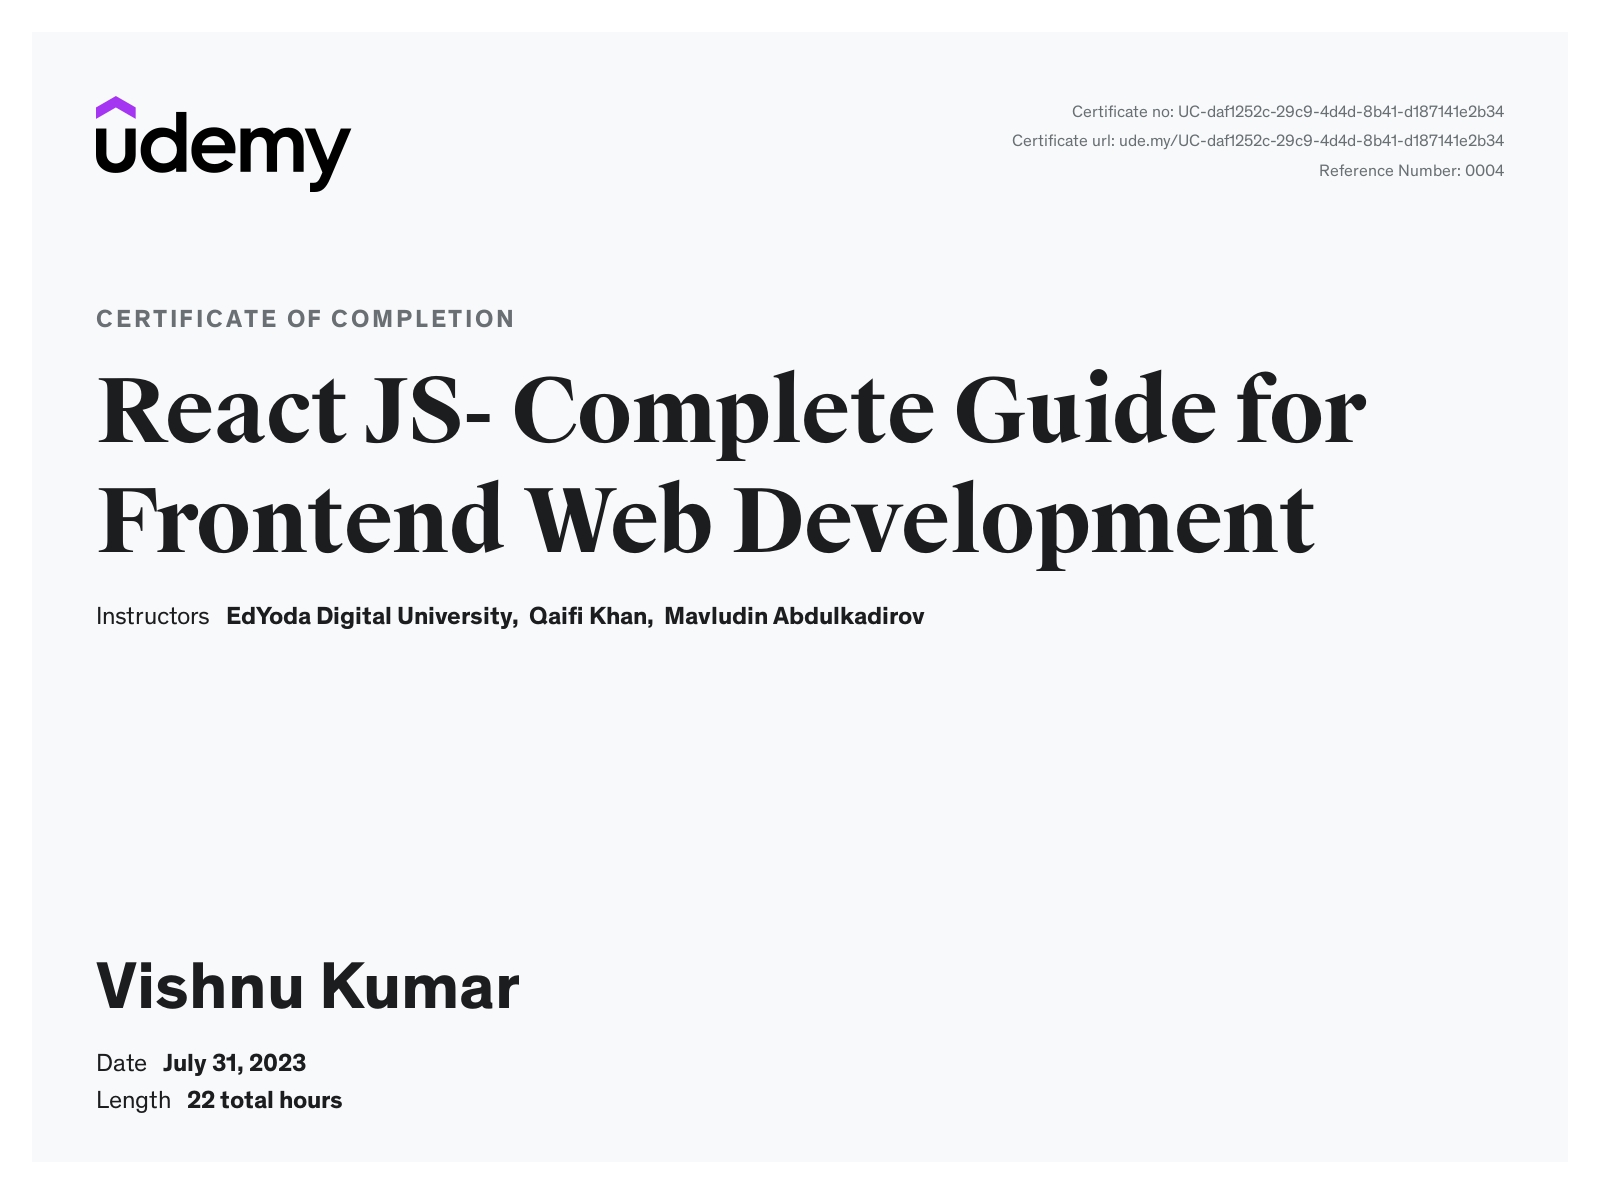 udemy
Certificate no: UC-daf1252c-29c9-4d4d-8b41-d187141e2b34
Certificate url: ude.my/UC-daf1252c-29c9-4d4d-8b41-d187141e2b34
Reference Number: 0004
CERTIFICATE OF COMPLETION
React JS- Complete Guide for
Frontend Web Development
Instructors EdYoda Digital University, Qaifi Khan, Mavludin Abdulkadirov
Vishnu Kumar
Date July 31, 2023
Length 22 total hours